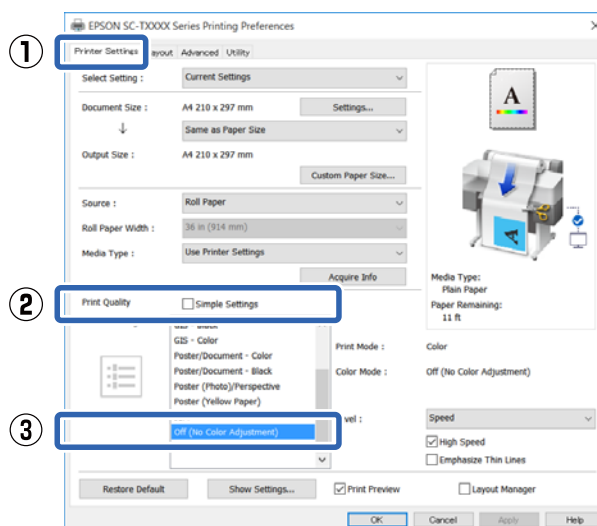 EPSON SC-TXXXX Series Printing Preferences
①
Printer Settings ayout Advanced Utility
Select Setting : Current Settings
Document Size : A4 210 x 297 mm Settings...
Same as Paper Size
Output Size : A4 210 x 297 mm
Custom Paper Size...
Source : Roll Paper
Roll Paper Width : 36 in (914 mm)
Media Type : Use Printer Settings
Acquire Info
A
Media Type:
Plain Paper
Paper Remaining:
11 ft
②
Print Quality Simple Settings
GIS - Color
Poster/Document - Color
Poster/Document - Black
Poster (Photo)/Perspective
Poster (Yellow Paper)
Print Mode : Color
Color Mode : Off (No Color Adjustment)
③
Off (No Color Adjustment)
vel : Speed
High Speed
Emphasize Thin Lines
Restore Default Show Settings... Print Preview Layout Manager
OK Cancel Apply Help